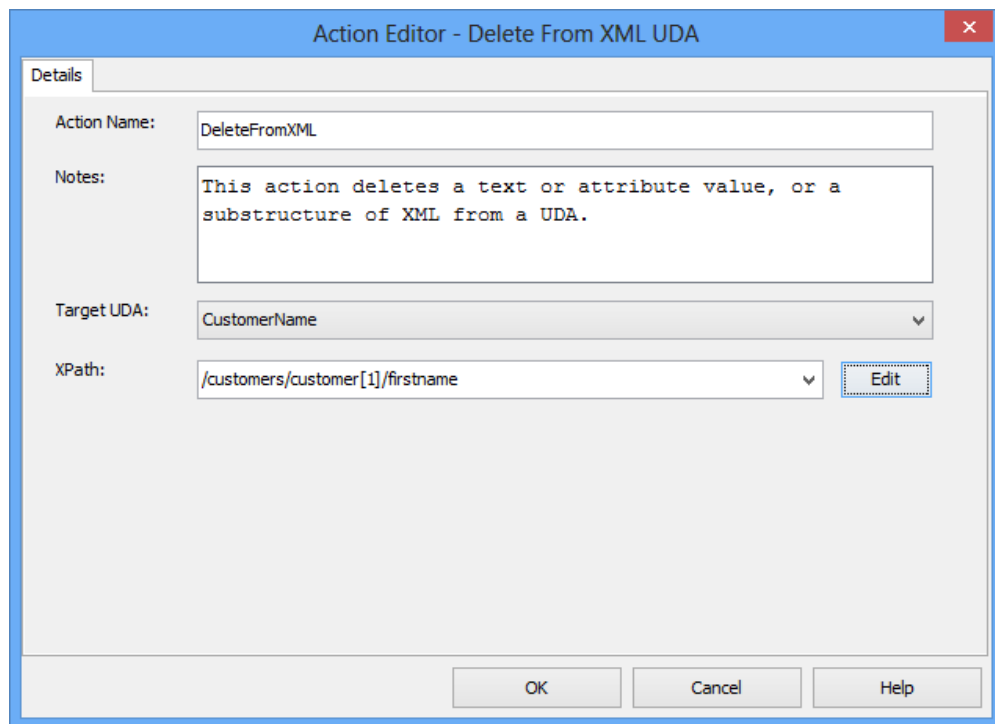 Action Editor - Delete From XML UDA
Details
Action Name:
DeleteFromXML
Notes:
This action deletes a text or attribute value, or a
substructure of XML from a UDA.
Target UDA:
CustomerName
XPath:
/customers/customer[1]/firstname
Edit
OK
Cancel
Help